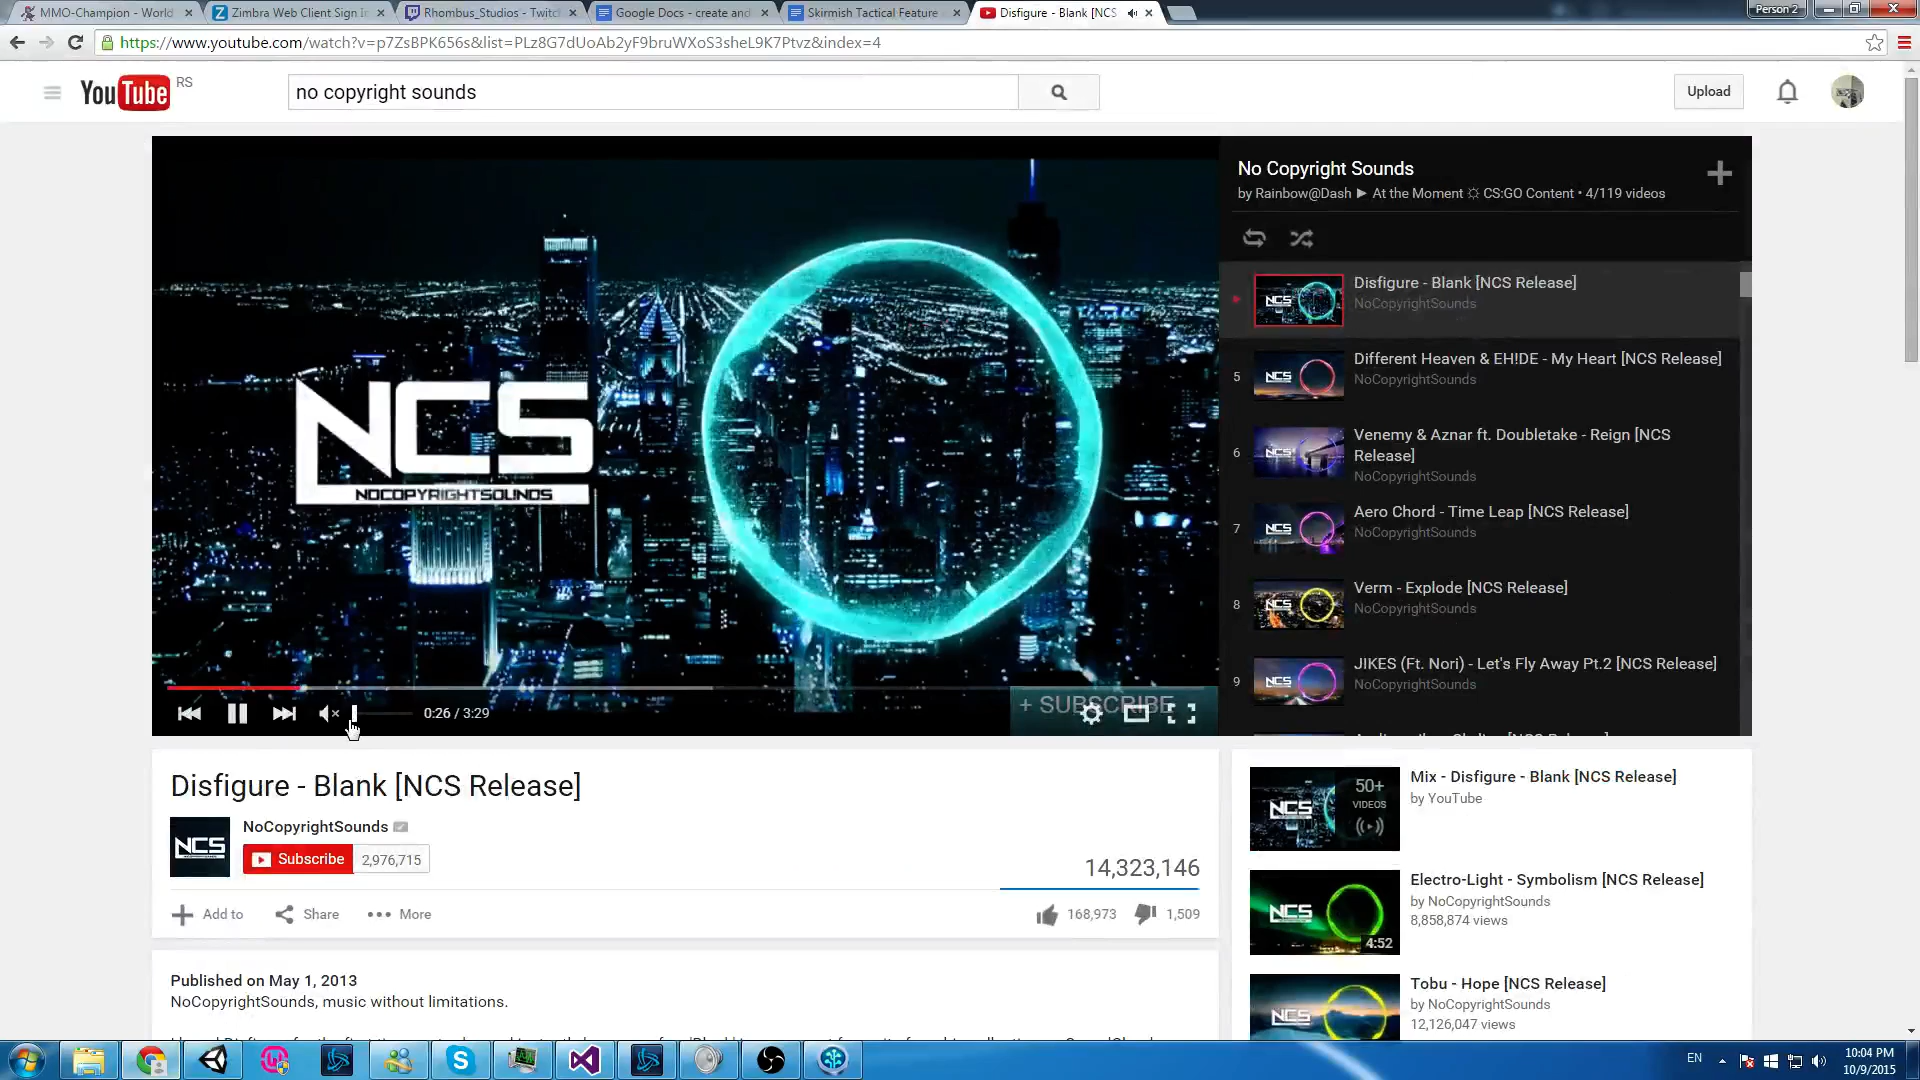 MMO-Champion - World
Zimbra Web Client Sign In
Rhombus_Studios - Twitch
Google Docs - create and
Skirmish Tactical Feature
Disfigure - Blank [NCS
Person 2
https://www.youtube.com/watch?v=p7ZsBPK656s&list=PLz8G7dUoAb2yF9bruWXoS3sheL9K7Ptvz&index=4
YouTube RS
no copyright sounds
Upload
No Copyright Sounds
by Rainbow@Dash ► At the Moment ☼ CS:GO Content • 4/119 videos
NCS
NOCOPYRIGHTSOUNDS
Disfigure - Blank [NCS Release]
NoCopyrightSounds
5
Different Heaven & EH!DE - My Heart [NCS Release]
NoCopyrightSounds
6
Venemy & Aznar ft. Doubletake - Reign [NCS
Release]
NoCopyrightSounds
7
Aero Chord - Time Leap [NCS Release]
NoCopyrightSounds
8
Verm - Explode [NCS Release]
NoCopyrightSounds
9
JIKES (Ft. Nori) - Let's Fly Away Pt.2 [NCS Release]
NoCopyrightSounds
0:26 / 3:29
+ SUBSCRIBE
Disfigure - Blank [NCS Release]
NCS
NoCopyrightSounds
Subscribe 2,976,715
14,323,146
Add to Share More
168,973 1,509
Published on May 1, 2013
NoCopyrightSounds, music without limitations.
50+
VIDEOS
Mix - Disfigure - Blank [NCS Release]
by YouTube
NCS
4:52
Electro-Light - Symbolism [NCS Release]
by NoCopyrightSounds
8,858,874 views
NCS
Tobu - Hope [NCS Release]
by NoCopyrightSounds
12,126,047 views
EN
10:04 PM
10/9/2015